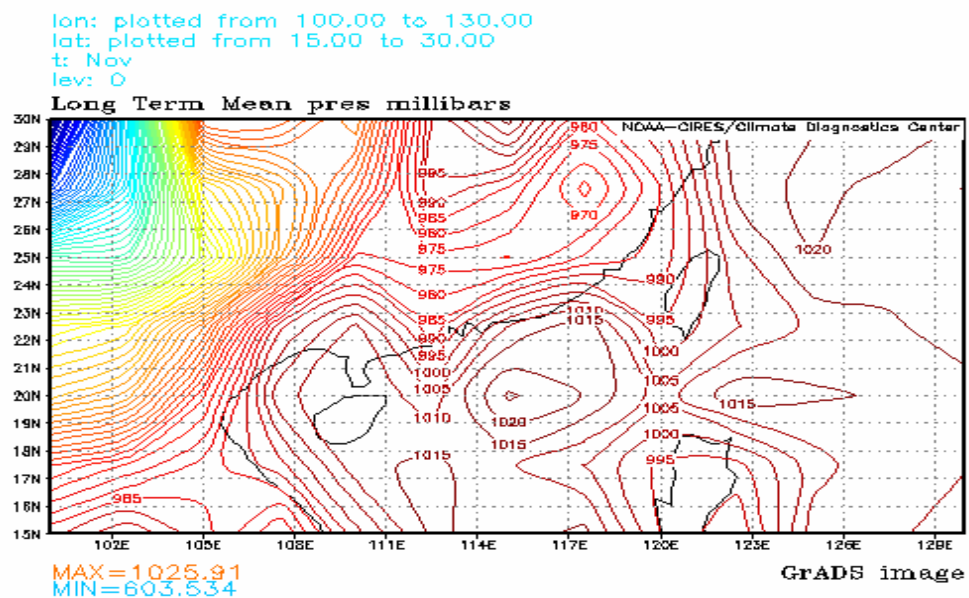 lon: plotted from 100.00 to 130.00
lat: plotted from 15.00 to 30.00
t: Nov
lev: 0
Long Term Mean pres millibars
NOAA-CIRES/Climate Diagnostics Center
30N
29N
28N
27N
26N
25N
24N
23N
22N
21N
20N
19N
18N
17N
16N
15N
980
975
970
995
990
985
980
975
975
980
985
990
995
1000
1005
1010
1015
1010
1015
1020
1015
990
995
1000
1005
1005
1000
995
1015
1020
985
102E
105E
108E
111E
114E
117E
120E
123E
126E
129E
MAX=1025.91
MIN=603.534
GrADS image